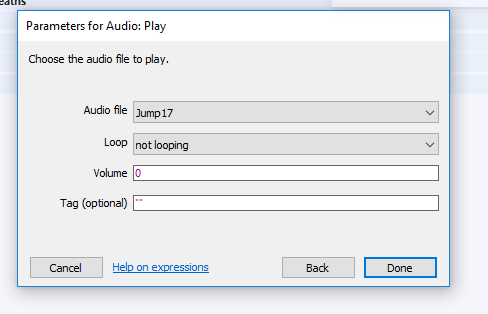 eaths
Parameters for Audio: Play
Choose the audio file to play.
Audio file Jump17
Loop not looping
Volume 0
Tag (optional) ""
Cancel Help on expressions Back Done